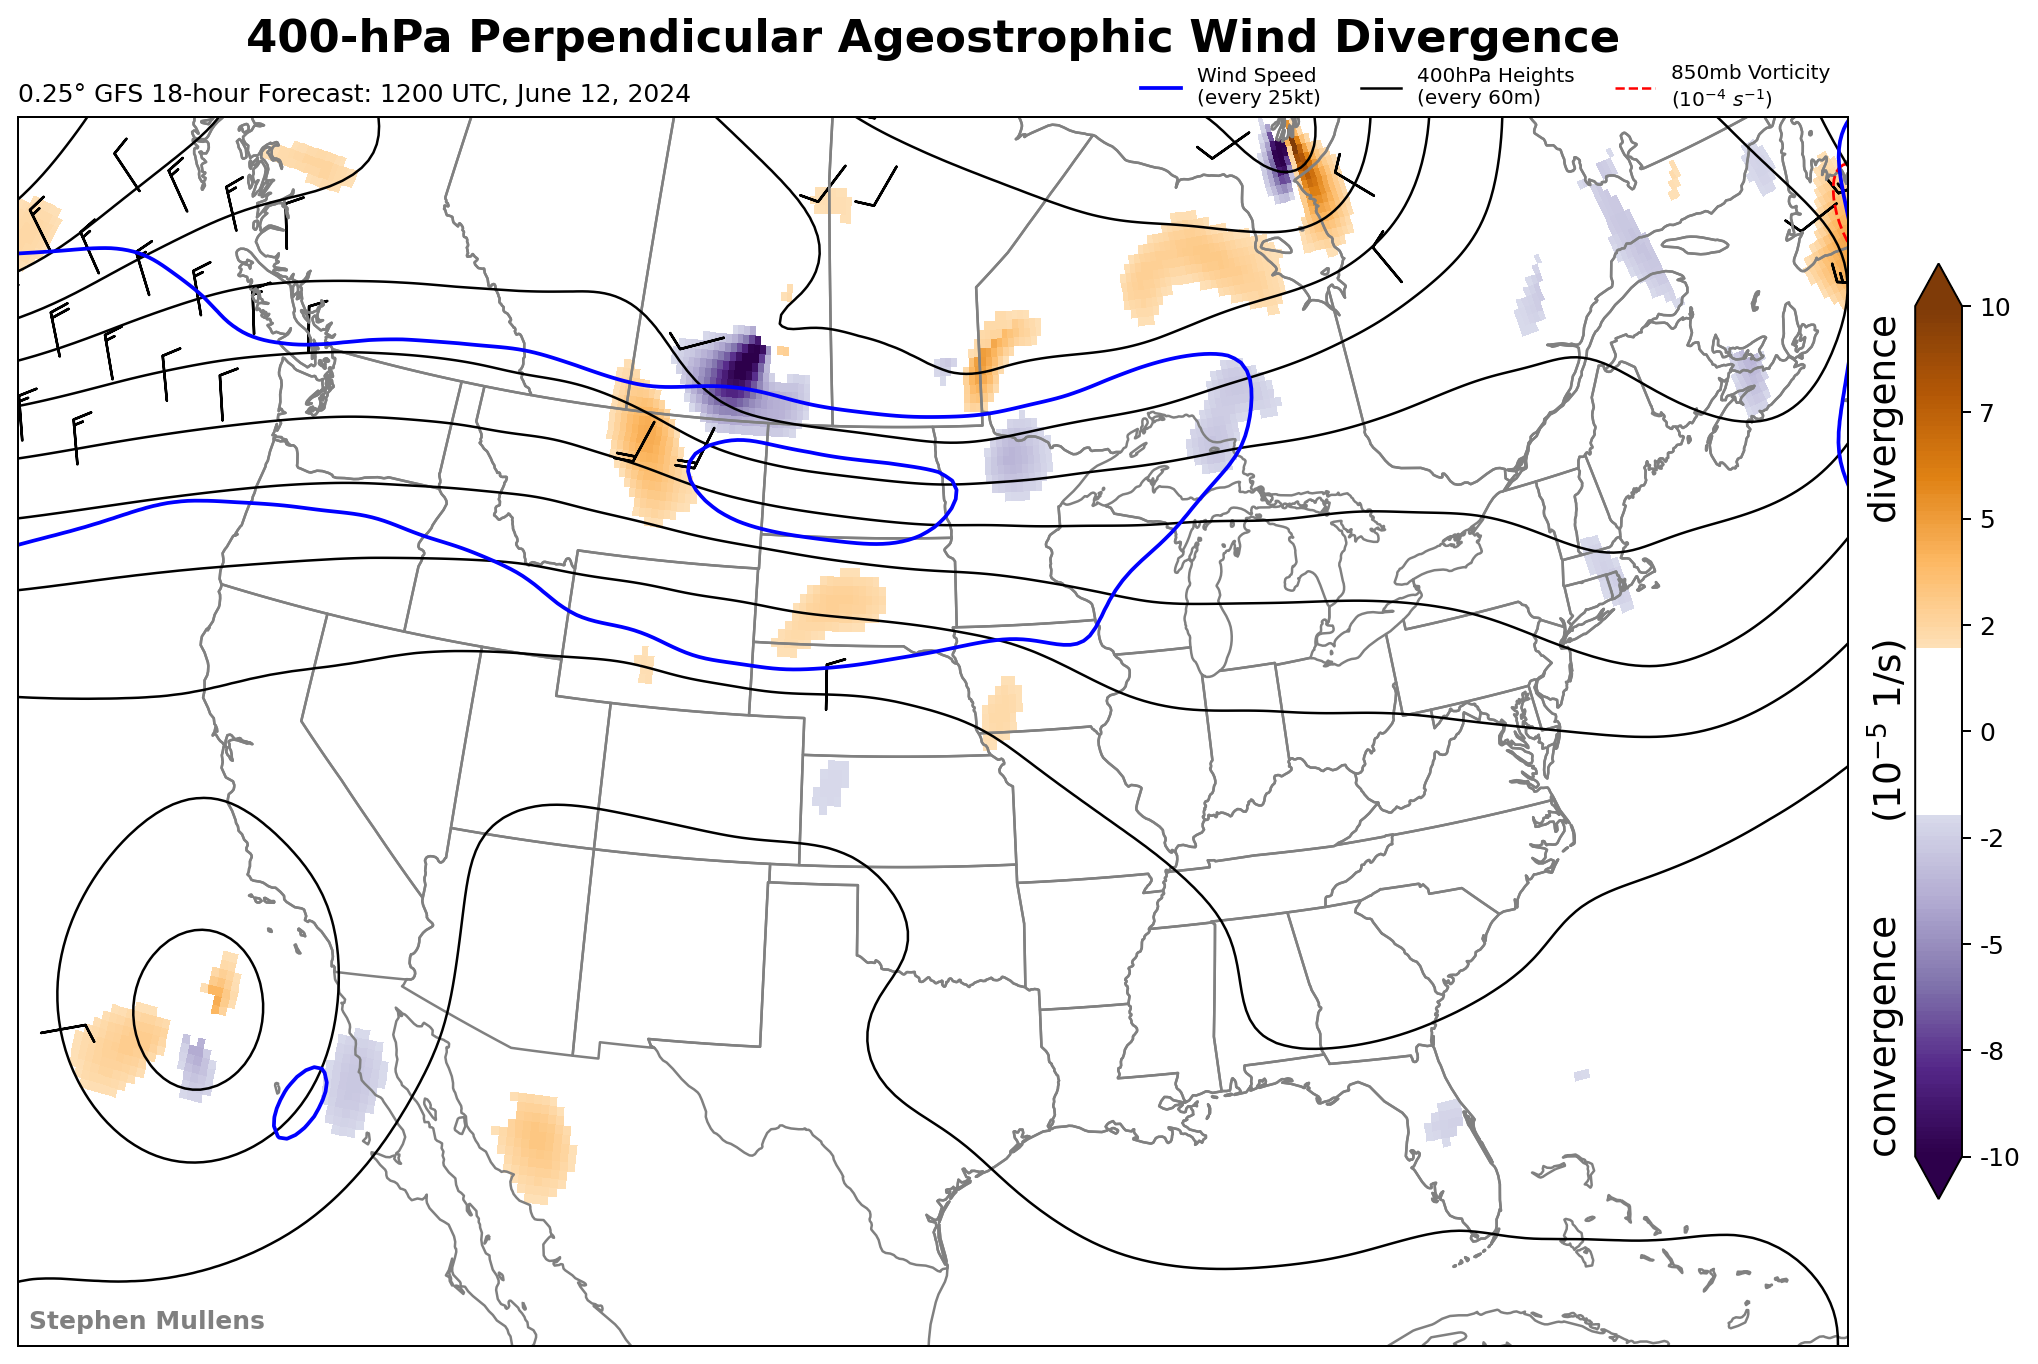 400-hPa Perpendicular Ageostrophic Wind Divergence
0.25° GFS 18-hour Forecast: 1200 UTC, June 12, 2024
Wind Speed
(every 25kt)
400hPa Heights
(every 60m)
850mb Vorticity
(10⁻⁴ s⁻¹)
10
7
5
2
0
-2
-5
-8
-10
convergence (10⁻⁵ 1/s) divergence
Stephen Mullens